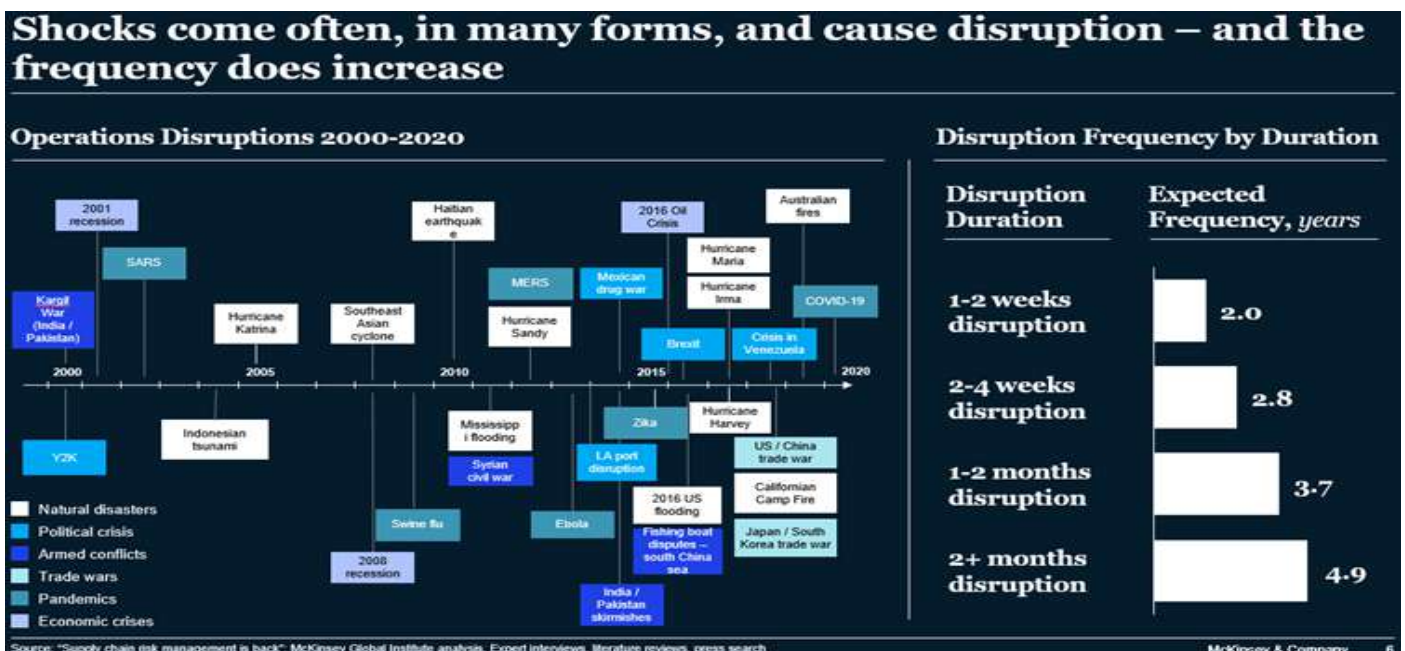 Shocks come often, in many forms, and cause disruption – and the
frequency does increase
Operations Disruptions 2000-2020
2001
recession
SARS
Kargil
War
(India /
Pakistan)
Hurricane
Katrina
Southeast
Asian
cyclone
Haitian
earthquak
e
MERS
Hurricane
Sandy
Mexican
drug war
2016 Oil
Crisis
Brexit
Hurricane
Maria
Hurricane
Irma
Crisis in
Venezuela
Australian
fires
COVID-19
2000
2005
2010
2015
2020
Y2K
Indonesian
tsunami
Swine flu
2008
recession
Mississipp
i flooding
Syrian
civil war
Ebola
LA port
disruption
India /
Pakistan
skirmishes
Zika
2016 US
flooding
Fishing boat
disputes –
south China
sea
Hurricane
Harvey
US / China
trade war
Californian
Camp Fire
Japan / South
Korea trade war
Natural disasters
Political crisis
Armed conflicts
Trade wars
Pandemics
Economic crises
Disruption Frequency by Duration
Disruption
Duration
Expected
Frequency, years
1-2 weeks
disruption
2.0
2-4 weeks
disruption
2.8
1-2 months
disruption
3.7
2+ months
disruption
4.9
Source: "Supply chain risk management is back"; McKinsey Global Institute analysis, Expert interviews, literature reviews, press search
McKinsey & Company 6